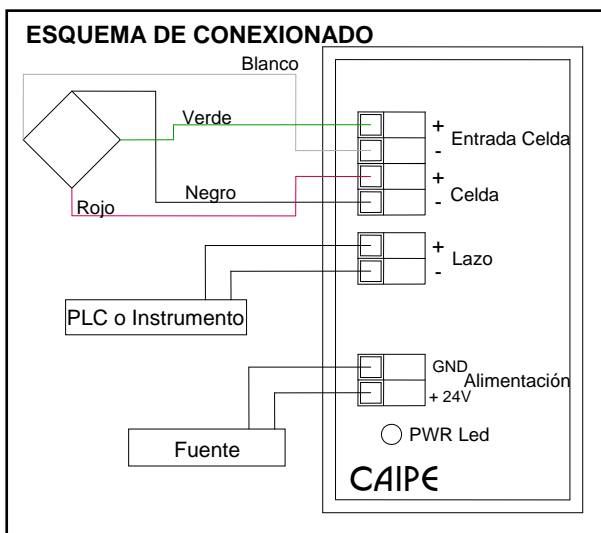 ESQUEMA DE CONEXIONADO
Blanco
Verde
+
Entrada Celda
-
+
Negro
Celda
-
Rojo
+
Lazo
-
PLC o Instrumento
GND
Alimentación
+ 24V
PWR Led
Fuente
CAIPE